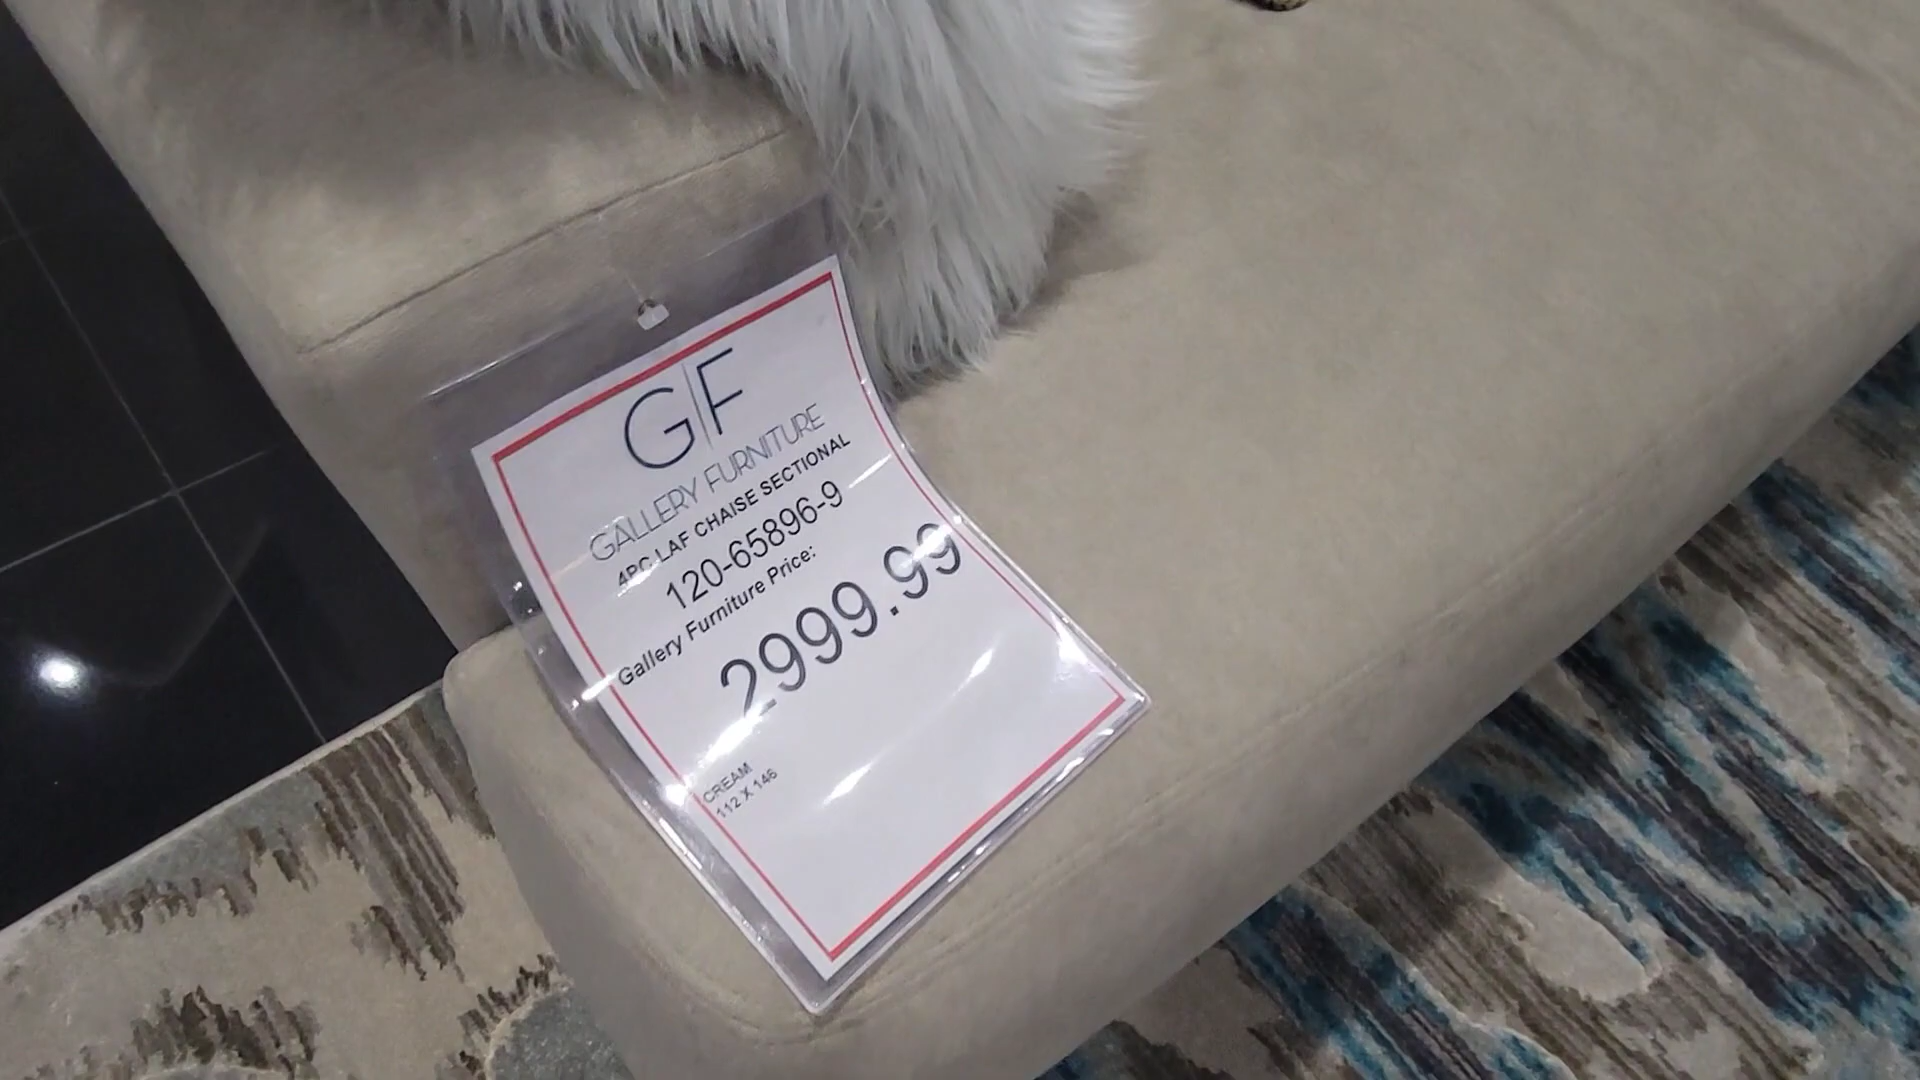 G|F
GALLERY FURNITURE
4PC LAF CHAISE SECTIONAL
120-65896-9
Gallery Furniture Price:
2999.99
CREAM
112 X 146